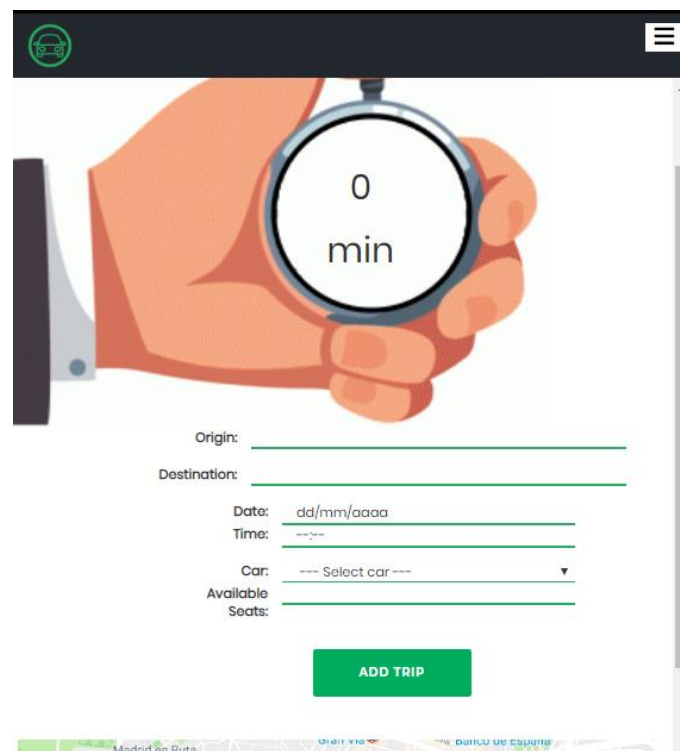 0
min
Origin:
Destination:
Date: dd/mm/aaaa
Time: --:--
Car: --- Select car ---
Available
Seats:
ADD TRIP
Madrid en Ruta
Gran Vía
Banco de España